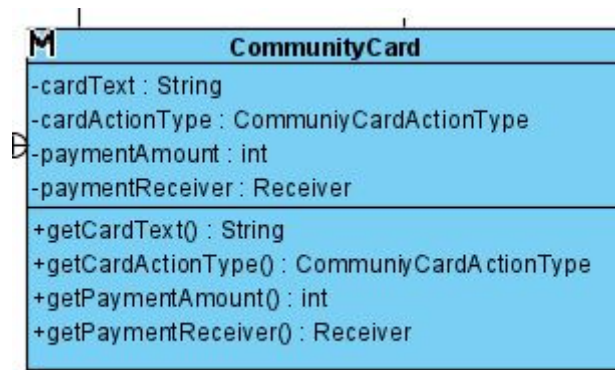 M
CommunityCard
-cardText : String
-cardActionType : CommuniyCardActionType
-paymentAmount : int
-paymentReceiver : Receiver
+getCardText() : String
+getCardActionType() : CommuniyCardActionType
+getPaymentAmount() : int
+getPaymentReceiver() : Receiver